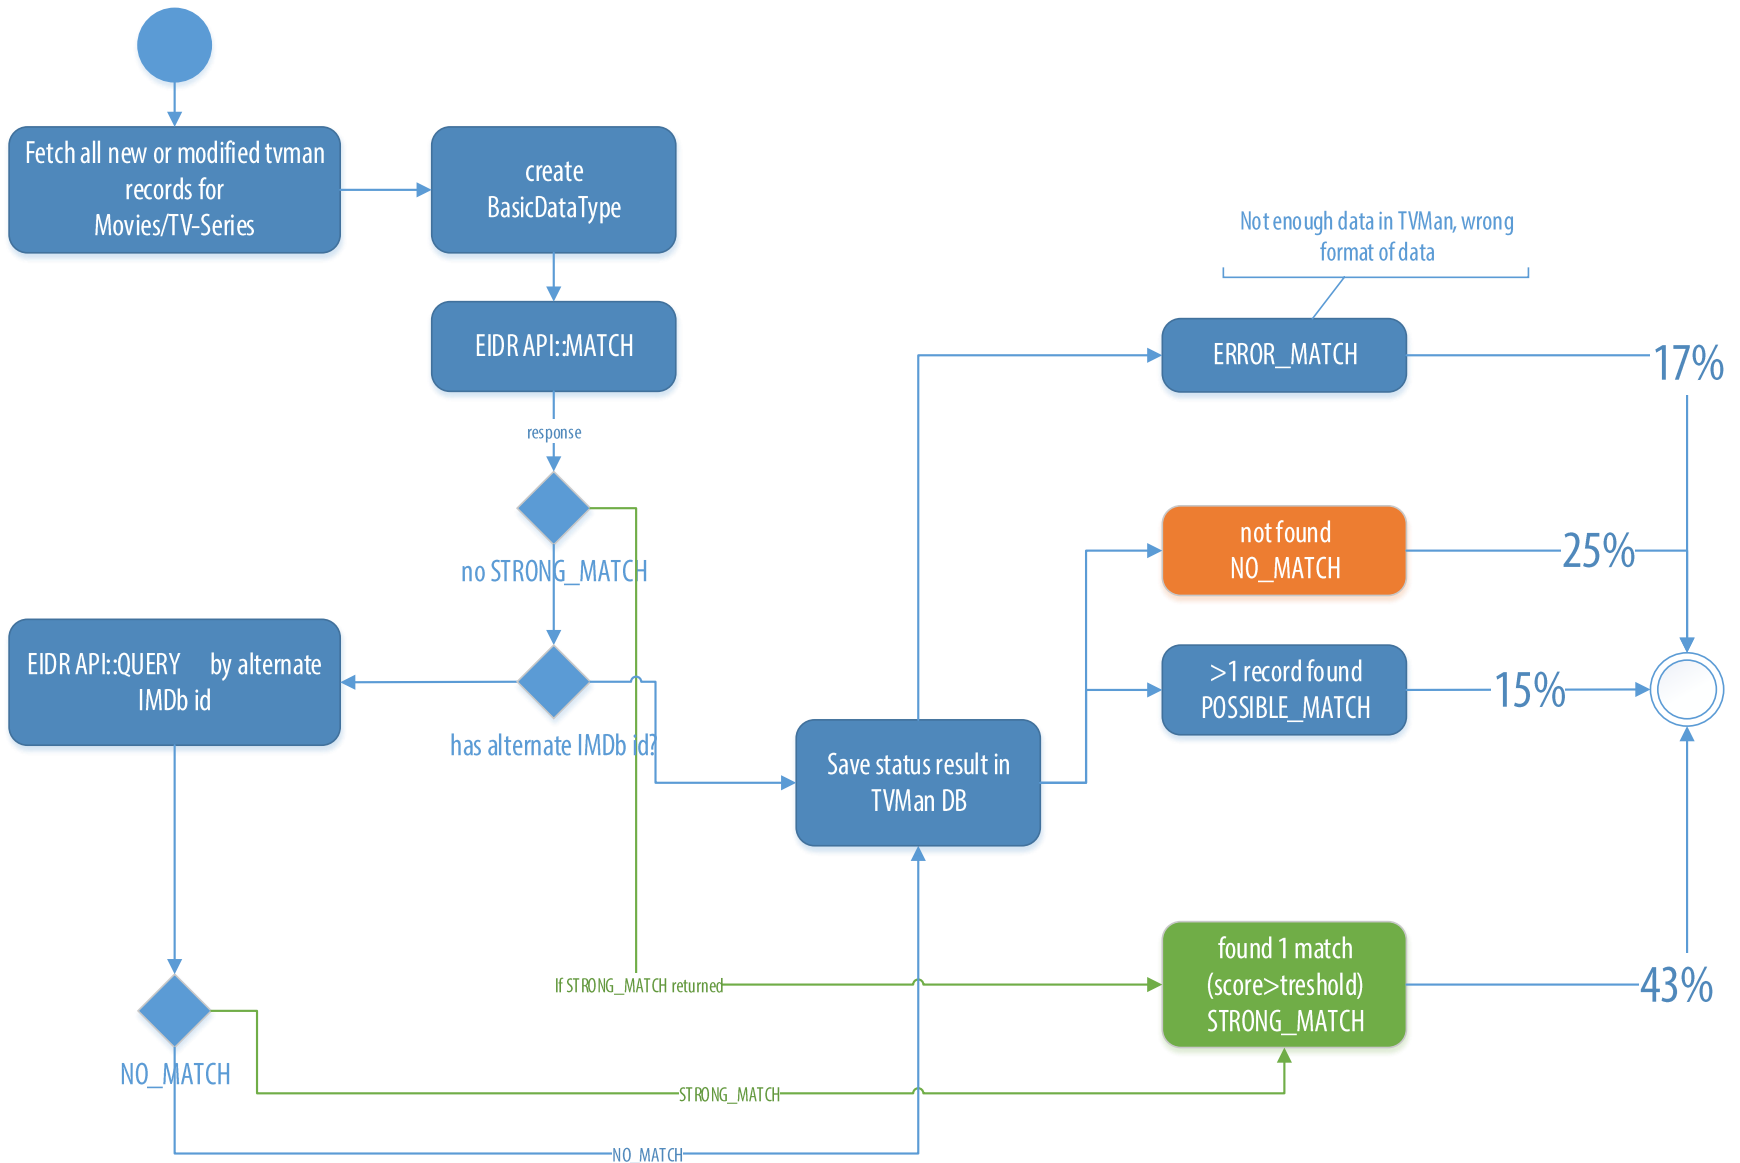 Fetch all new or modified tvman
records for
Movies/TV-Series
create
BasicDataType
Not enough data in TVMan, wrong
format of data
EIDR API::MATCH
ERROR_MATCH
17%
response
not found
NO_MATCH
25%
no STRONG_MATCH
EIDR API::QUERY by alternate
IMDb id
>1 record found
POSSIBLE_MATCH
15%
has alternate IMDb id?
Save status result in
TVMan DB
If STRONG_MATCH returned
found 1 match
(score>treshold)
STRONG_MATCH
43%
NO_MATCH
STRONG_MATCH
NO_MATCH